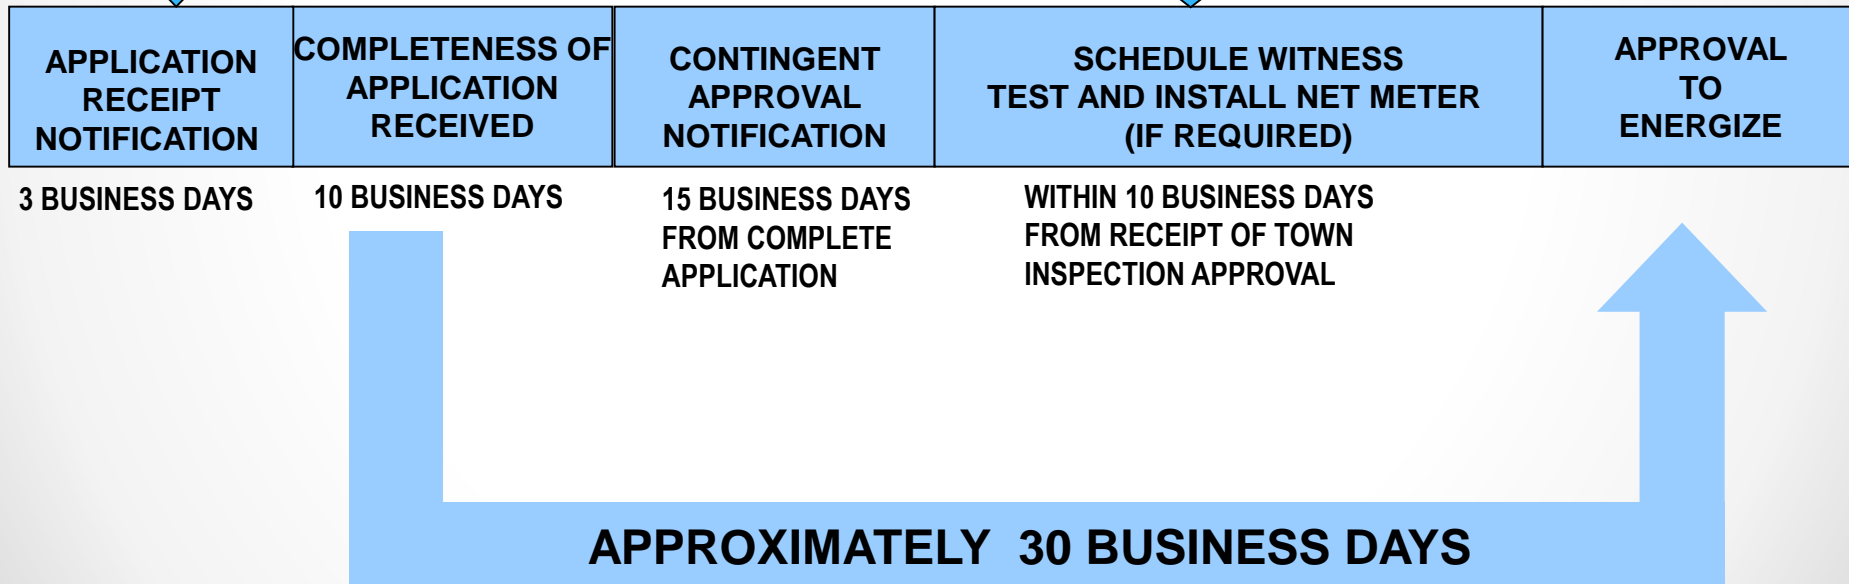 APPLICATION
RECEIPT
NOTIFICATION
COMPLETENESS OF
APPLICATION
RECEIVED
CONTINGENT
APPROVAL
NOTIFICATION
SCHEDULE WITNESS
TEST AND INSTALL NET METER
(IF REQUIRED)
APPROVAL
TO
ENERGIZE
3 BUSINESS DAYS
10 BUSINESS DAYS
15 BUSINESS DAYS
FROM COMPLETE
APPLICATION
WITHIN 10 BUSINESS DAYS
FROM RECEIPT OF TOWN
INSPECTION APPROVAL
APPROXIMATELY 30 BUSINESS DAYS